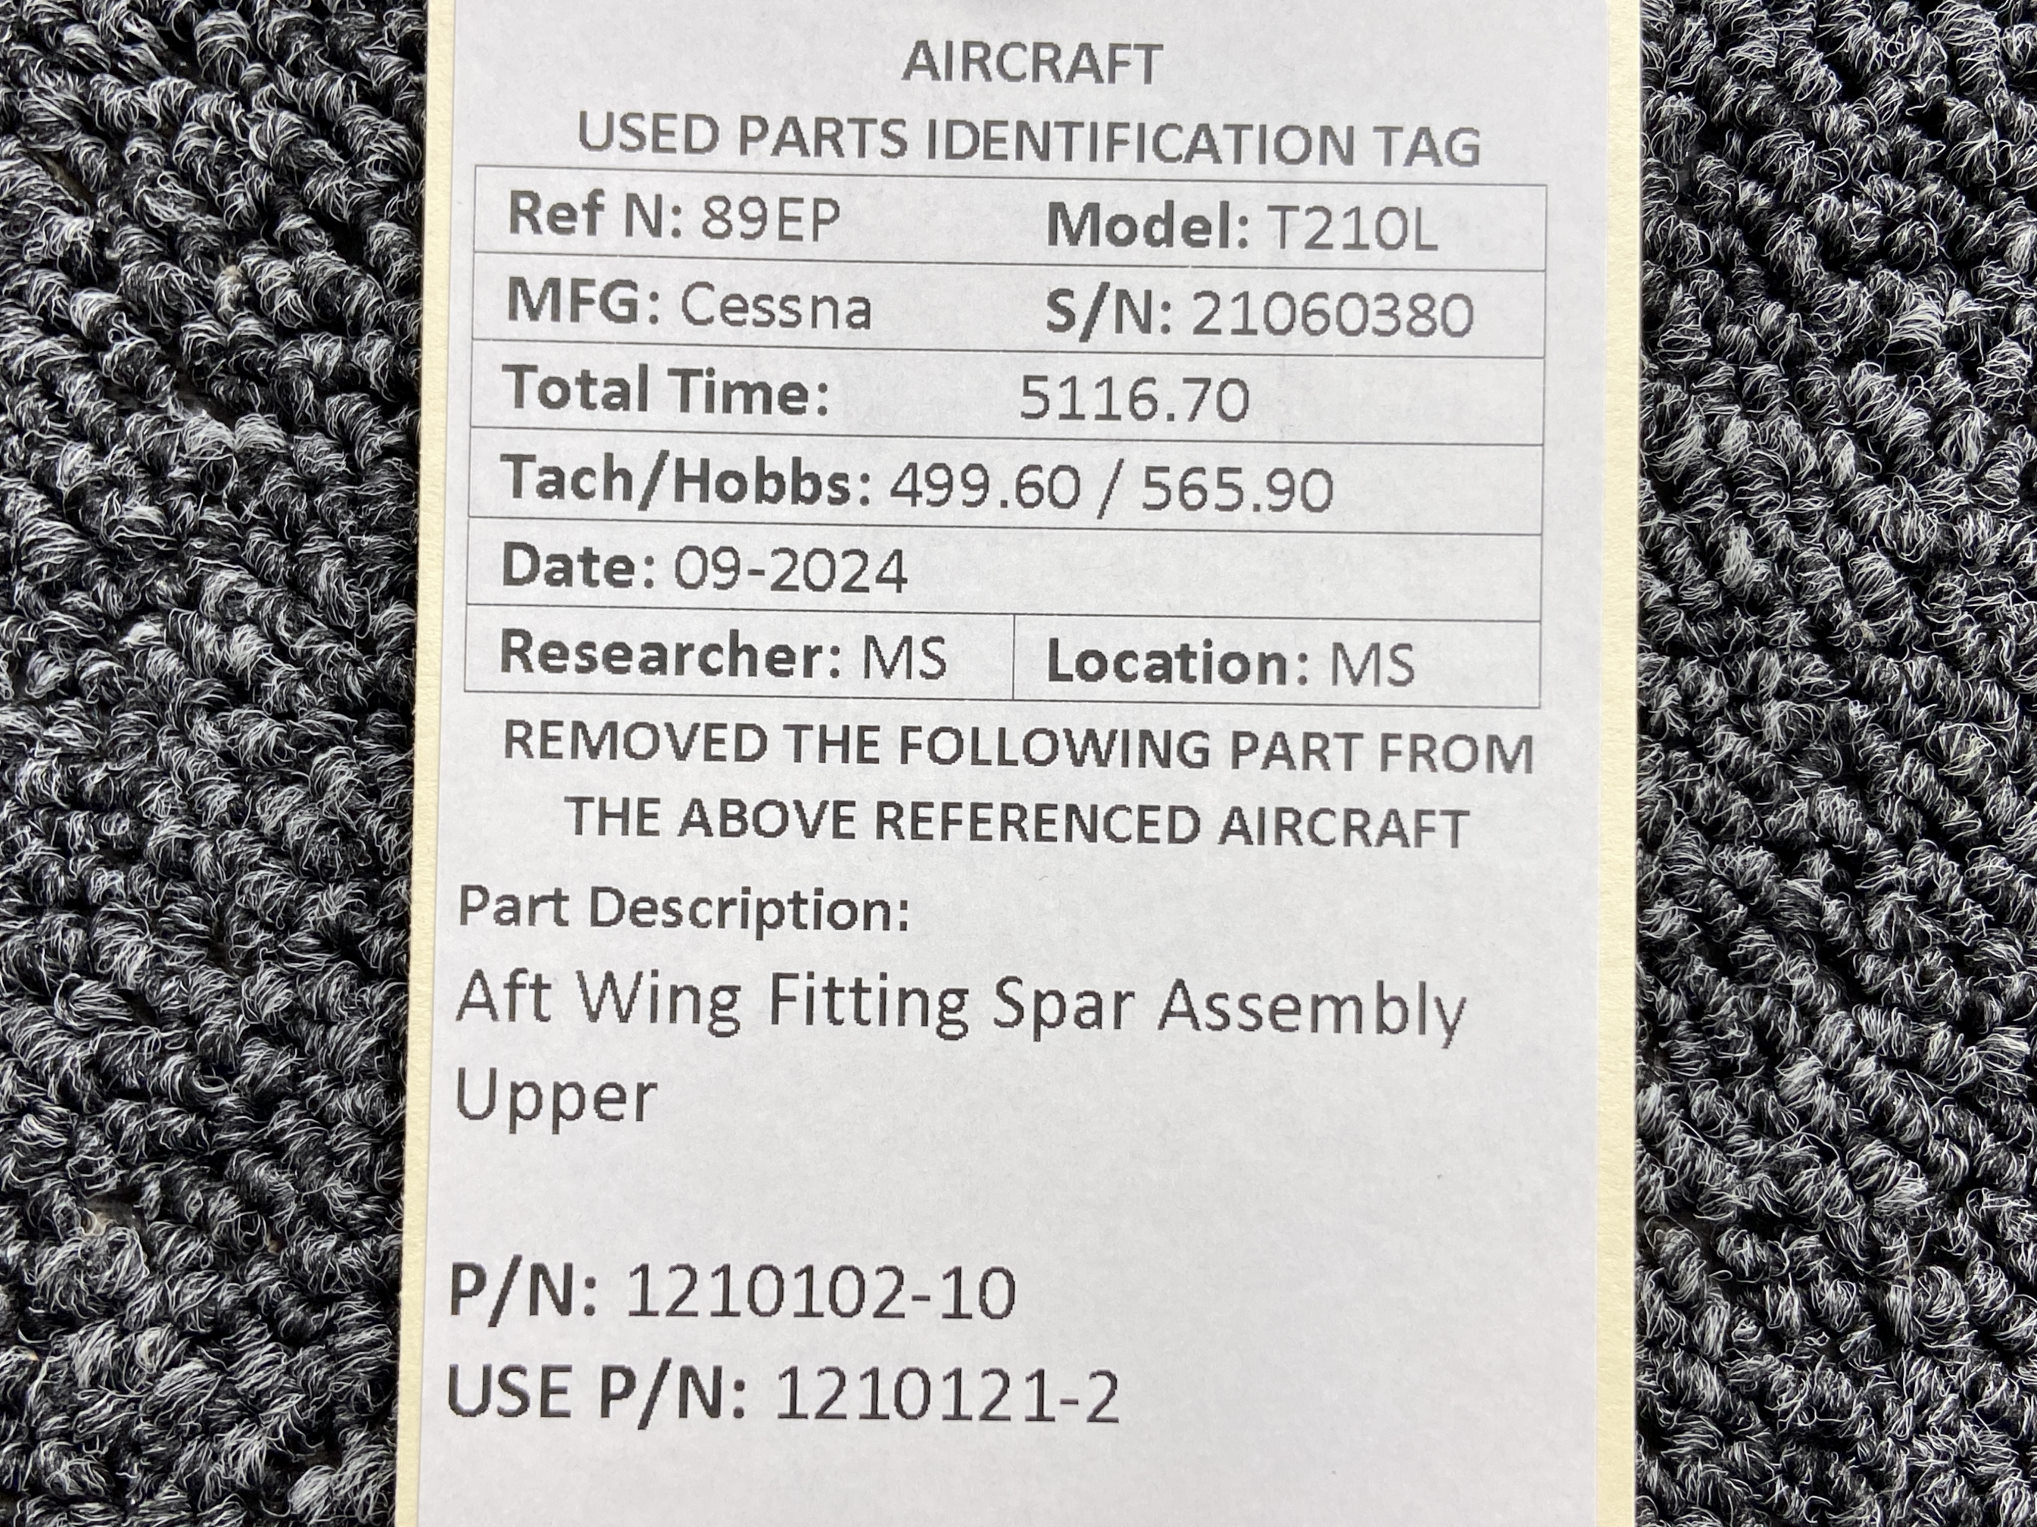 AIRCRAFT
USED PARTS IDENTIFICATION TAG
Ref N: 89EP Model: T210L
MFG: Cessna S/N: 21060380
Total Time: 5116.70
Tach/Hobbs: 499.60 / 565.90
Date: 09-2024
Researcher: MS Location: MS
REMOVED THE FOLLOWING PART FROM
THE ABOVE REFERENCED AIRCRAFT
Part Description:
Aft Wing Fitting Spar Assembly
Upper
P/N: 1210102-10
USE P/N: 1210121-2